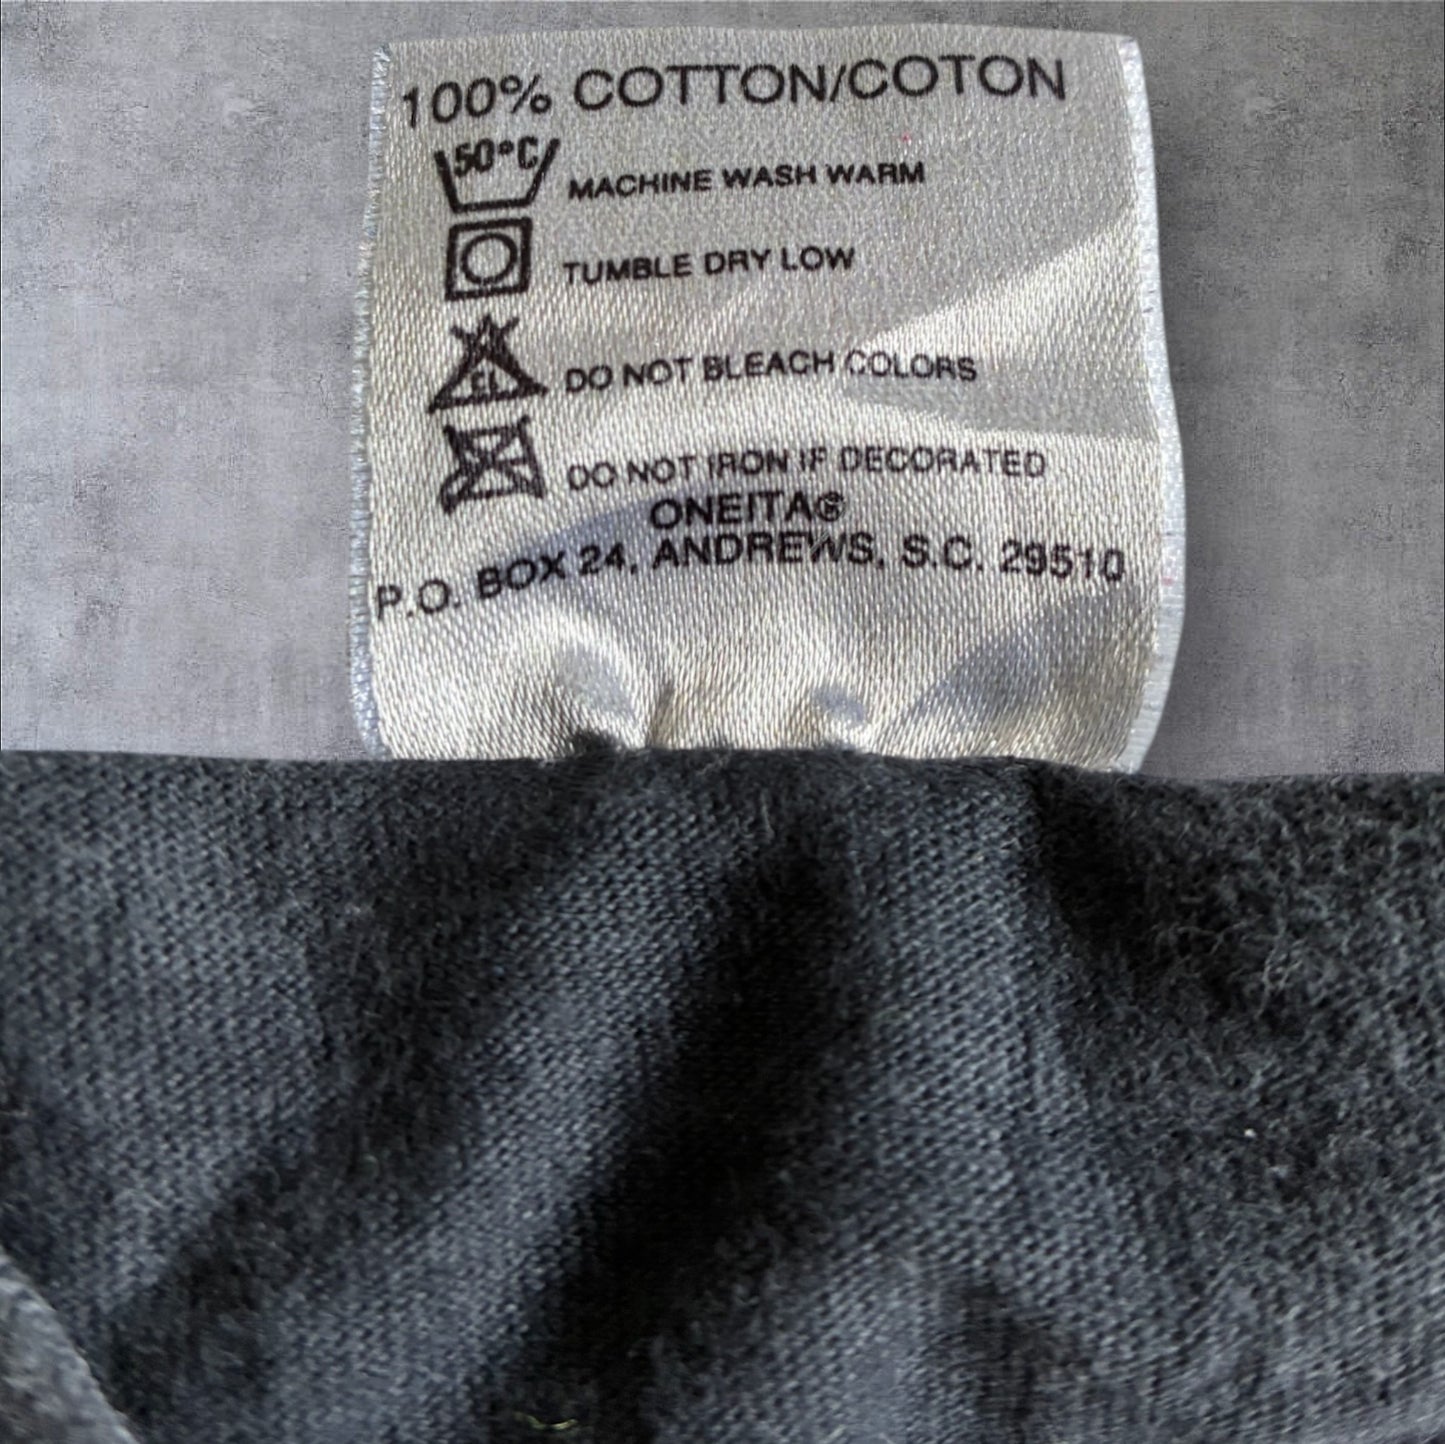 100% COTTON/COTON
50°C MACHINE WASH WARM
TUMBLE DRY LOW
CL DO NOT BLEACH COLORS
DO NOT IRON IF DECORATED
ONEITA®
P.O. BOX 24, ANDREWS, S.C. 29510